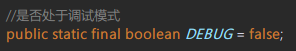 //是否处于调试模式
public static final boolean DEBUG = false;